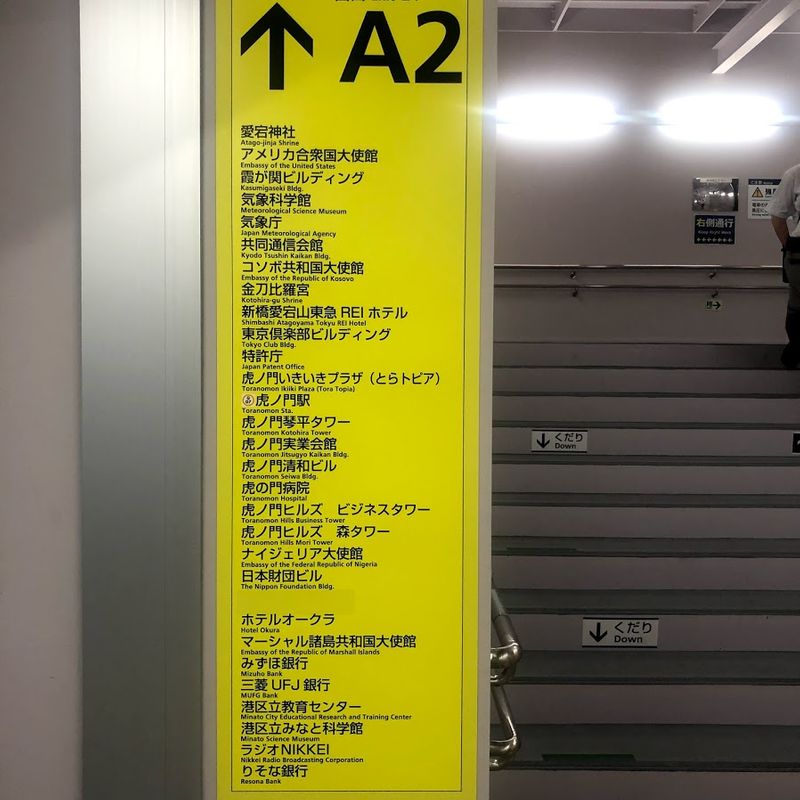 A2
愛宕神社
Atago-jinja Shrine
アメリカ合衆国大使館
Embassy of the United States
霞が関ビルディング
Kasumigaseki Bldg.
気象科学館
Meteorological Science Museum
気象庁
Japan Meteorological Agency
共同通信会館
Kyodo Tsushin Kaikan Bldg.
コソボ共和国大使館
Embassy of the Republic of Kosovo
金刀比羅宮
Kotohira-gu Shrine
新橋愛宕山東急 REI ホテル
Shimbashi Atagoyama Tokyu REI Hotel
東京倶楽部ビルディング
Tokyo Club Bldg.
特許庁
Japan Patent Office
虎ノ門いきいきプラザ（とらトピア）
Toranomon Ikiiki Plaza (Tora Topia)
虎ノ門駅
Toranomon Sta.
虎ノ門琴平タワー
Toranomon Kotohira Tower
虎ノ門実業会館
Toranomon Jitsugyo Kaikan Bldg.
虎ノ門清和ビル
Toranomon Seiwa Bldg.
虎の門病院
Toranomon Hospital
虎ノ門ヒルズ　ビジネスタワー
Toranomon Hills Business Tower
虎ノ門ヒルズ　森タワー
Toranomon Hills Mori Tower
ナイジェリア大使館
Embassy of the Federal Republic of Nigeria
日本財団ビル
The Nippon Foundation Bldg.
ホテルオークラ
Hotel Okura
マーシャル諸島共和国大使館
Embassy of the Republic of Marshall Islands
みずほ銀行
Mizuho Bank
三菱 UFJ 銀行
MUFG Bank
港区立教育センター
Minato City Educational Research and Training Center
港区立みなと科学館
Minato Science Museum
ラジオNIKKEI
Nikkei Radio Broadcasting Corporation
りそな銀行
Resona Bank
右側通行
Keep Right Way
くだり
Down
くだり
Down